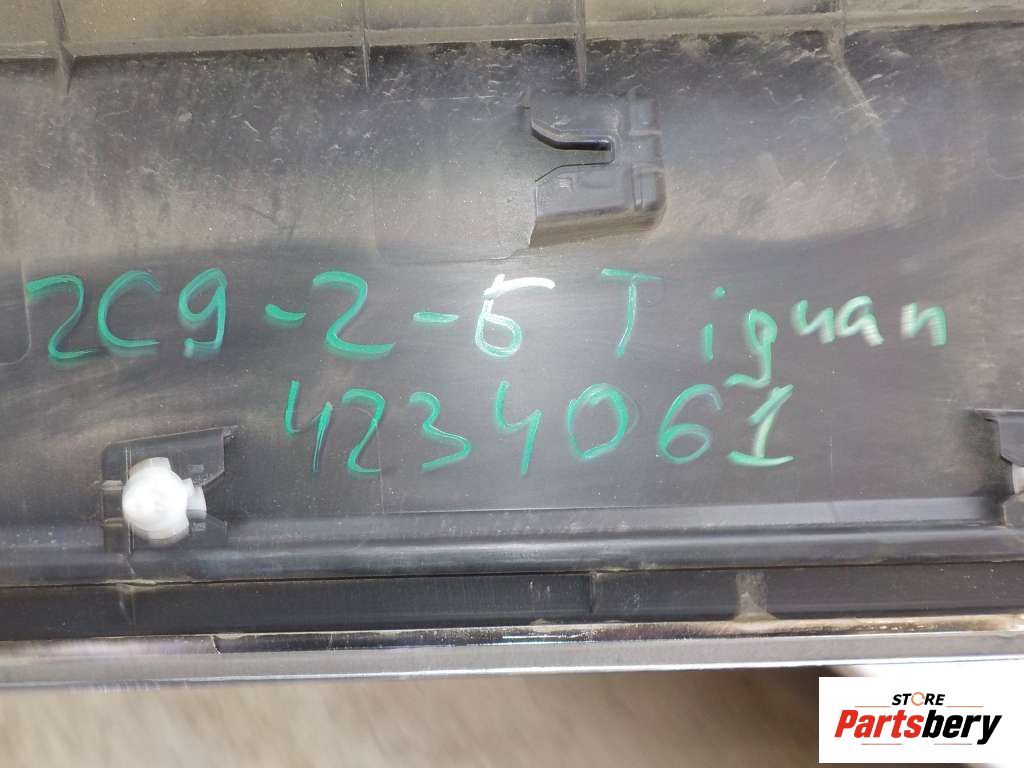 2C9-2-Б Tiguan
4234061
STORE
Partsbery